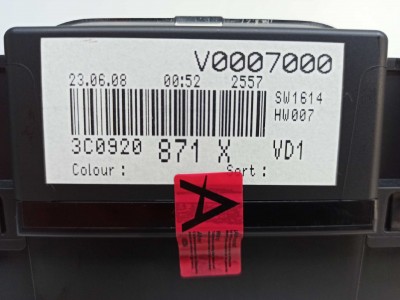 V0007000
23.06.08 00:52 2557
SW1614
HW007
3C0920 871 X VD1
Colour : Sort :
A